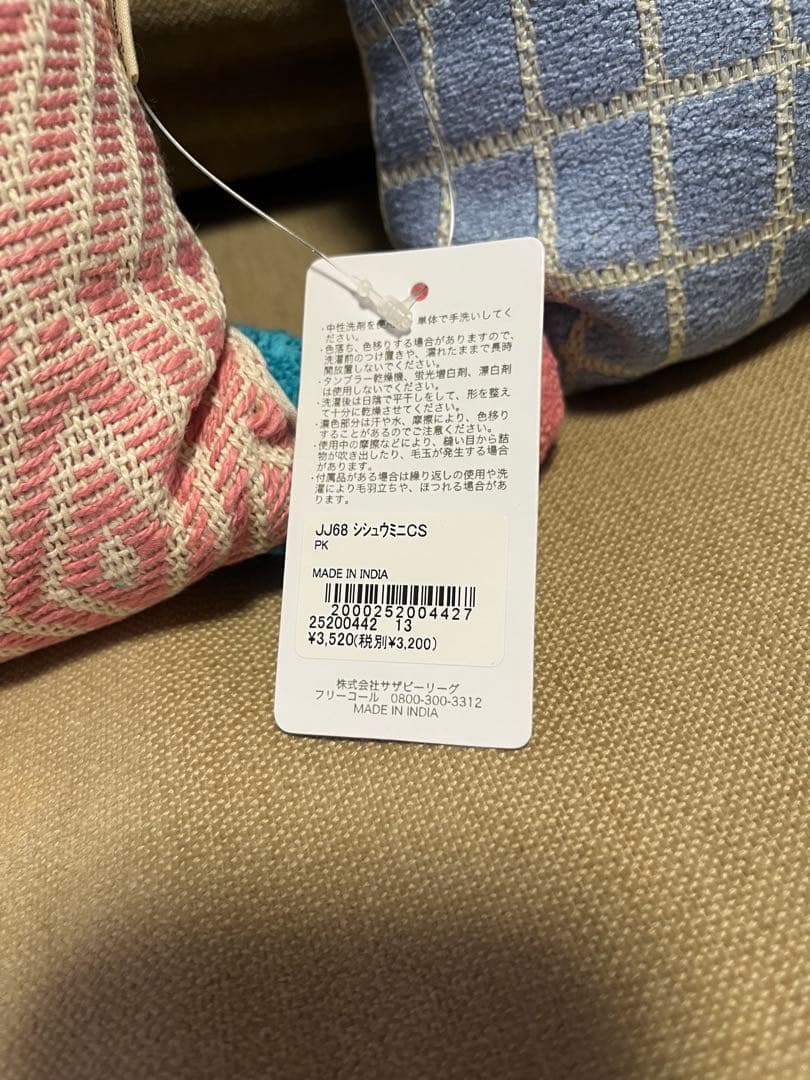 ・中性洗剤を使 単体で手洗いしてく
ださい。
・色落ち、色移りする場合がありますので、
洗濯前のつけ置きや、濡れたままで長時
間放置しないでください。
・タンブラー乾燥機、蛍光増白剤、漂白剤
は使用しないでください。
・洗濯後は日陰で平干しをして、形を整え
て十分に乾燥させてください。
・濃色部分は汗や水、摩擦により、色移り
することがあるのでご注意ください。
・使用中の摩擦などにより、縫い目から詰
物が吹き出したり、毛玉が発生する場合
があります。
・付属品がある場合は繰り返しの使用や洗
濯により毛羽立ちや、ほつれる場合があ
ります。
JJ68 シシュウミニCS
PK
MADE IN INDIA
2000252004427
25200442 13
¥3,520(税別¥3,200)
株式会社サザビーリーグ
フリーコール 0800-300-3312
MADE IN INDIA